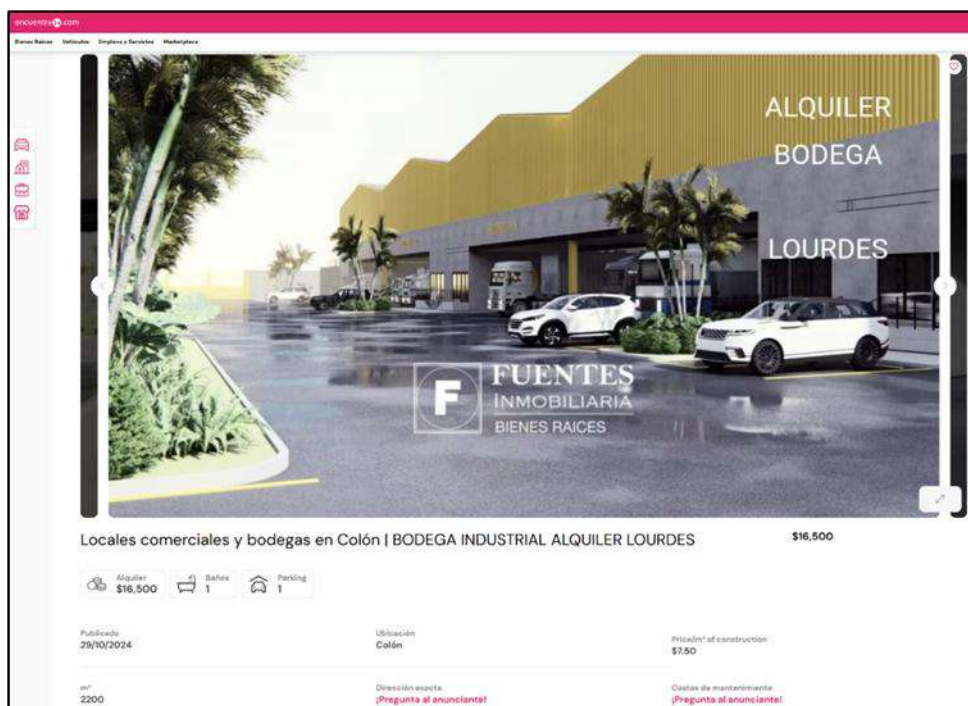 encuentra24.com
Bienes Raíces Vehículos Empleos y Servicios Marketplace
ALQUILER
BODEGA
LOURDES
F FUENTES
INMOBILIARIA
BIENES RAICES
Locales comerciales y bodegas en Colón | BODEGA INDUSTRIAL ALQUILER LOURDES $16,500
Alquiler Baños Parking
$16,500 1 1
Publicado Ubicación Price/m² of construction
29/10/2024 Colón $7.50
m² Dirección exacta Costos de mantenimiento
2200 ¡Pregunta al anunciante! ¡Pregunta al anunciante!